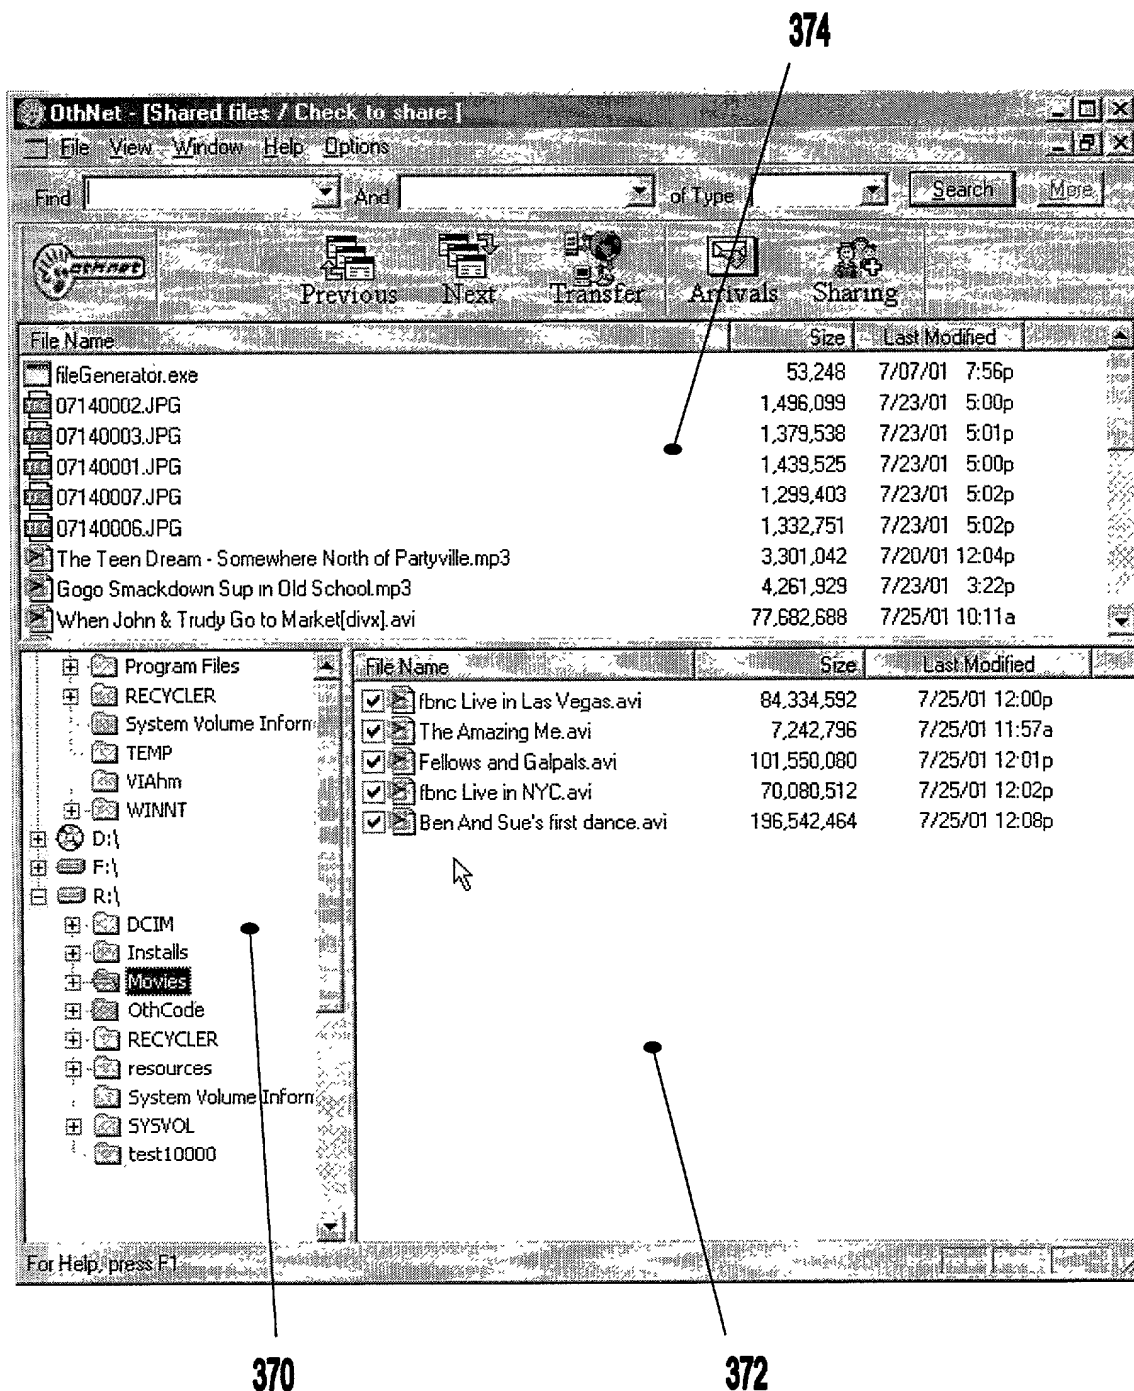 374
OthNet - [Shared files / Check to share.]
File View Window Help Options
Find And of Type Search More
othnet Previous Next Transfer Arrivals Sharing
File Name Size Last Modified
fileGenerator.exe 53,248 7/07/01 7:56p
07140002.JPG 1,496,099 7/23/01 5:00p
07140003.JPG 1,379,538 7/23/01 5:01p
07140001.JPG 1,439,525 7/23/01 5:00p
07140007.JPG 1,299,403 7/23/01 5:02p
07140006.JPG 1,332,751 7/23/01 5:02p
The Teen Dream - Somewhere North of Partyville.mp3 3,301,042 7/20/01 12:04p
Gogo Smackdown Sup in Old School.mp3 4,261,929 7/23/01 3:22p
When John & Trudy Go to Market[divx].avi 77,682,688 7/25/01 10:11a
Program Files
RECYCLER
System Volume Inform
TEMP
VIAhm
WINNT
D:\
F:\
R:\
DCIM
Installs
Movies
OthCode
RECYCLER
resources
System Volume Inform
SYSVOL
test10000
File Name Size Last Modified
fbnc Live in Las Vegas.avi 84,334,592 7/25/01 12:00p
The Amazing Me.avi 7,242,796 7/25/01 11:57a
Fellows and Galpals.avi 101,550,080 7/25/01 12:01p
fbnc Live in NYC.avi 70,080,512 7/25/01 12:02p
Ben And Sue's first dance.avi 196,542,464 7/25/01 12:08p
For Help, press F1
370
372